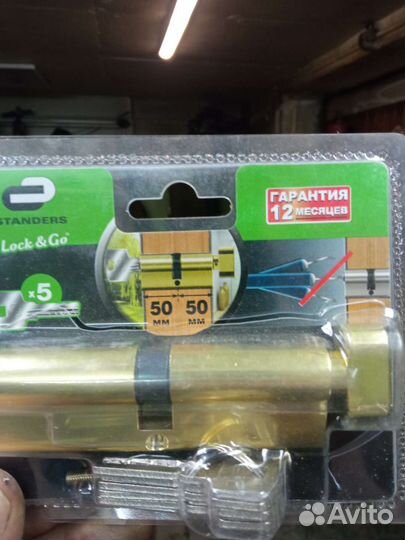 STANDERS
Lock & Go
ГАРАНТИЯ
12 МЕСЯЦЕВ
x5
50 50
ММ ММ
Avito